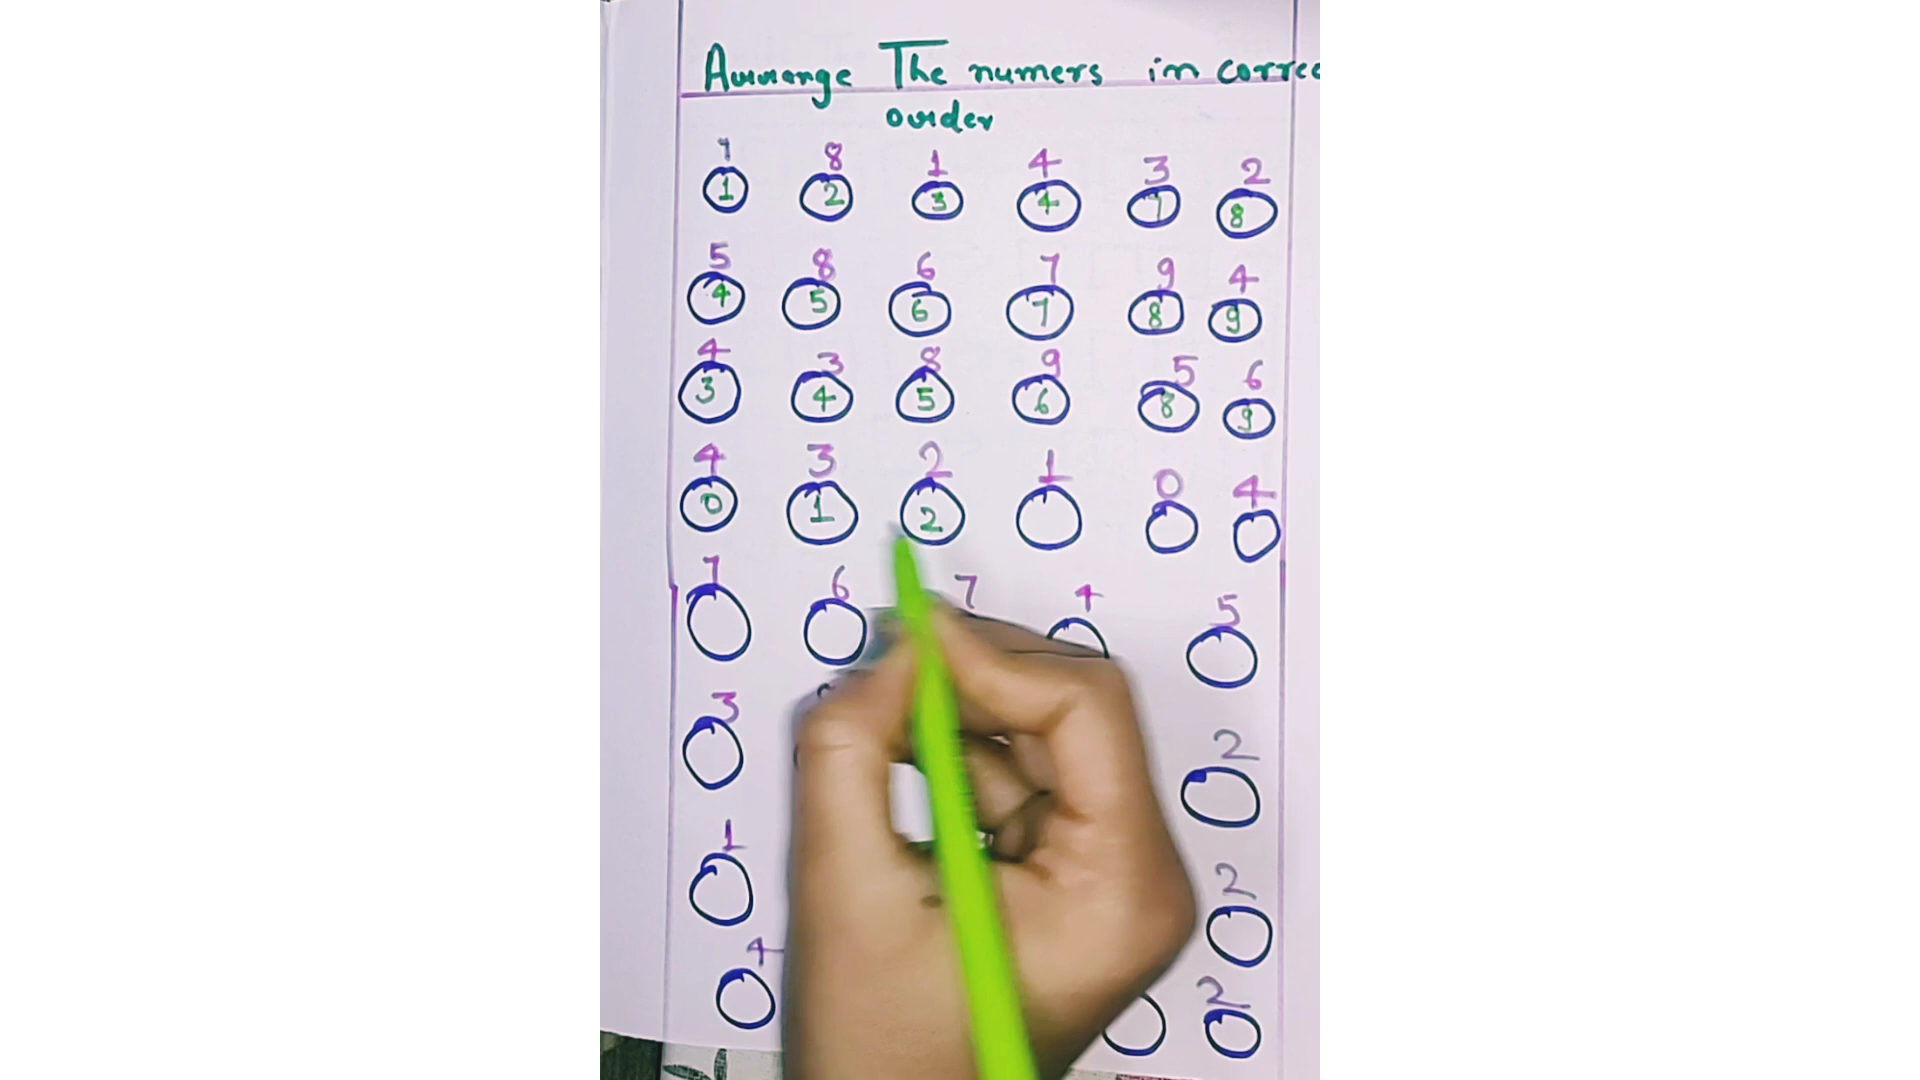 Arrange The numers in correc
order
7 8 1 4 3 2
1 2 3 4 7 8
5 8 6 7 9 4
4 5 6 7 8 9
4 3 8 9 5 6
3 4 5 6 8 9
4 3 2 1 0 4
0 1 2
7 6 7 4 5
3 2
1 2
4 2